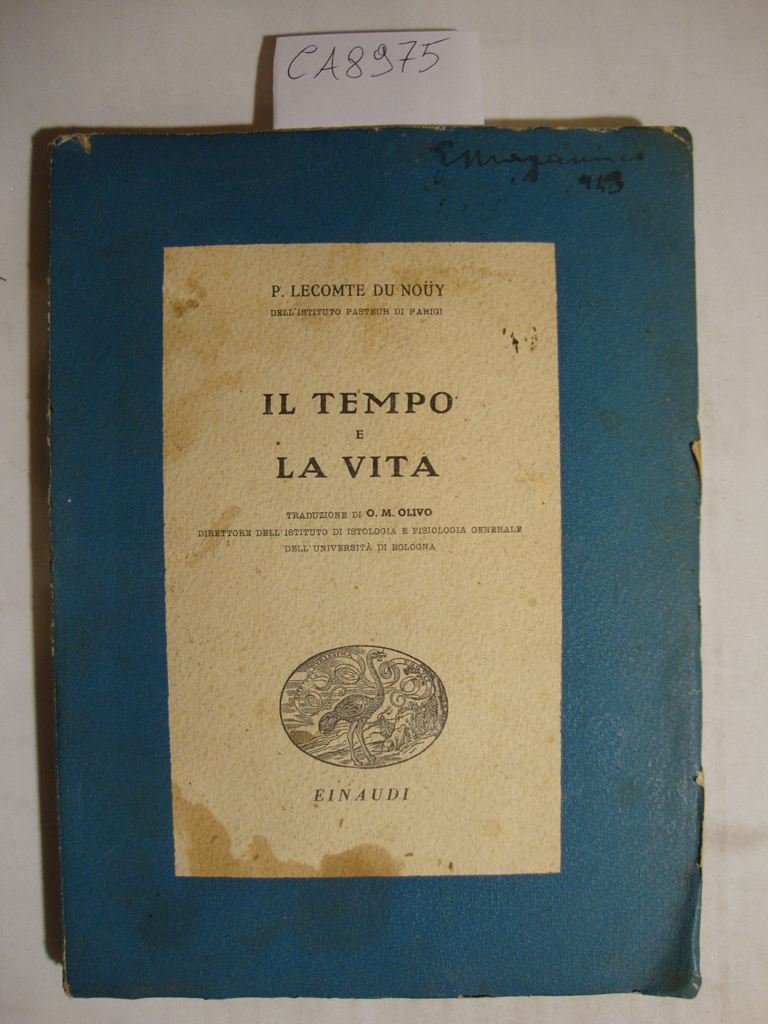 CA8975
P. LECOMTE DU NOÜY
DELL'ISTITUTO PASTEUR DI PARIGI
IL TEMPO
E
LA VITA
TRADUZIONE DI O. M. OLIVO
DIRETTORE DELL'ISTITUTO DI ISTOLOGIA E FISIOLOGIA GENERALE
DELL'UNIVERSITÀ DI BOLOGNA
EINAUDI